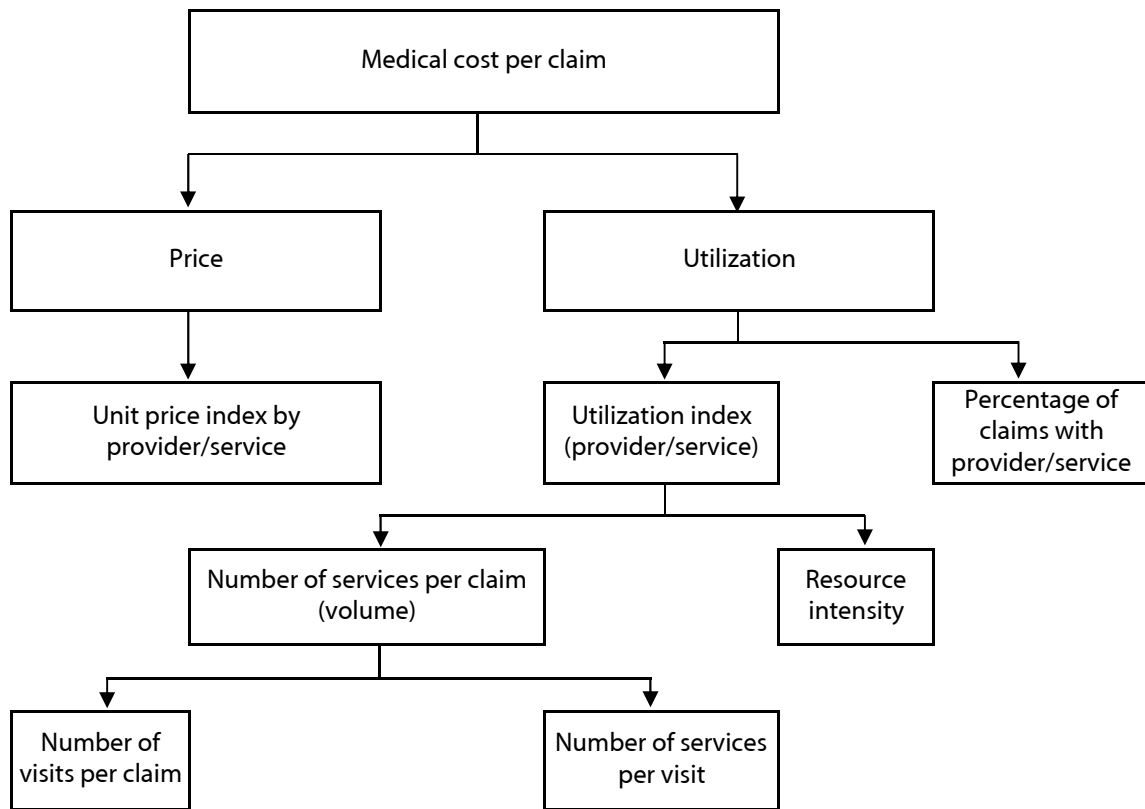 Medical cost per claim
Price
Utilization
Unit price index by
provider/service
Utilization index
(provider/service)
Percentage of
claims with
provider/service
Number of services per claim
(volume)
Resource
intensity
Number of
visits per claim
Number of services
per visit